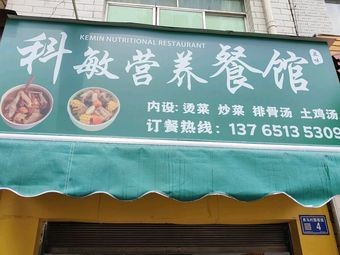 KEMIN NUTRITIONAL RESTAURANT
科敏营养餐馆
内设: 烫菜 炒菜 排骨汤 土鸡汤
订餐热线: 137 6513 5309
4